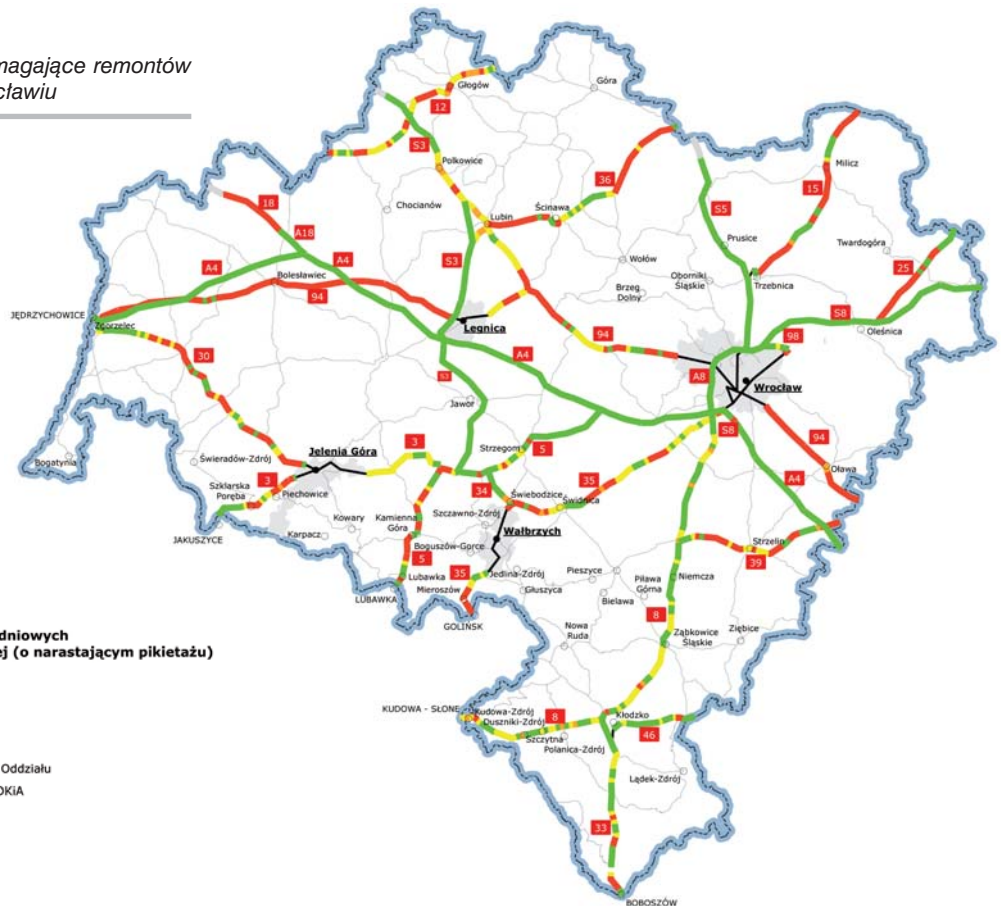 magające remontów
cławiu
Głogów
Góra
12
S3
Polkowice
Milicz
36
15
18
Chocianów
Ścinawa
Lubin
S5
A18
Twardogóra
Prusice
A4
A4
S3
Wołów
25
Bolesławiec
Oborniki
Śląskie
Trzebnica
Brzeg
Dolny
94
JĘDRZYCHOWICE
Zgorzelec
Legnica
S8
Oleśnica
94
98
30
A4
S3
A8
Wrocław
Jawor
S8
94
Jelenia Góra
3
Strzegom
5
Bogatynia
Świeradów-Zdrój
Oława
A4
3
Szklarska
Poręba
Piechowice
34
Świebodzice
35
Świdnica
Kowary
Kamienna
Góra
Szczawno-Zdrój
JAKUSZYCE
Karpacz
Wałbrzych
Strzelin
Boguszów-Gorce
5
39
Lubawka
35
Jedlina-Zdrój
Pieszyce
Niemcza
LUBAWKA
Mieroszów
Głuszyca
Piława
Górna
Bielawa
8
GOLIŃSK
dniowych
ej (o narastającym pikietażu)
Nowa
Ruda
Ząbkowice
Śląskie
Ziębice
KUDOWA - SŁONE
Kudowa-Zdrój
Duszniki-Zdrój
8
Kłodzko
46
Szczytna
Polanica-Zdrój
Oddziału
Lądek-Zdrój
DKiA
33
BOBOSZÓW